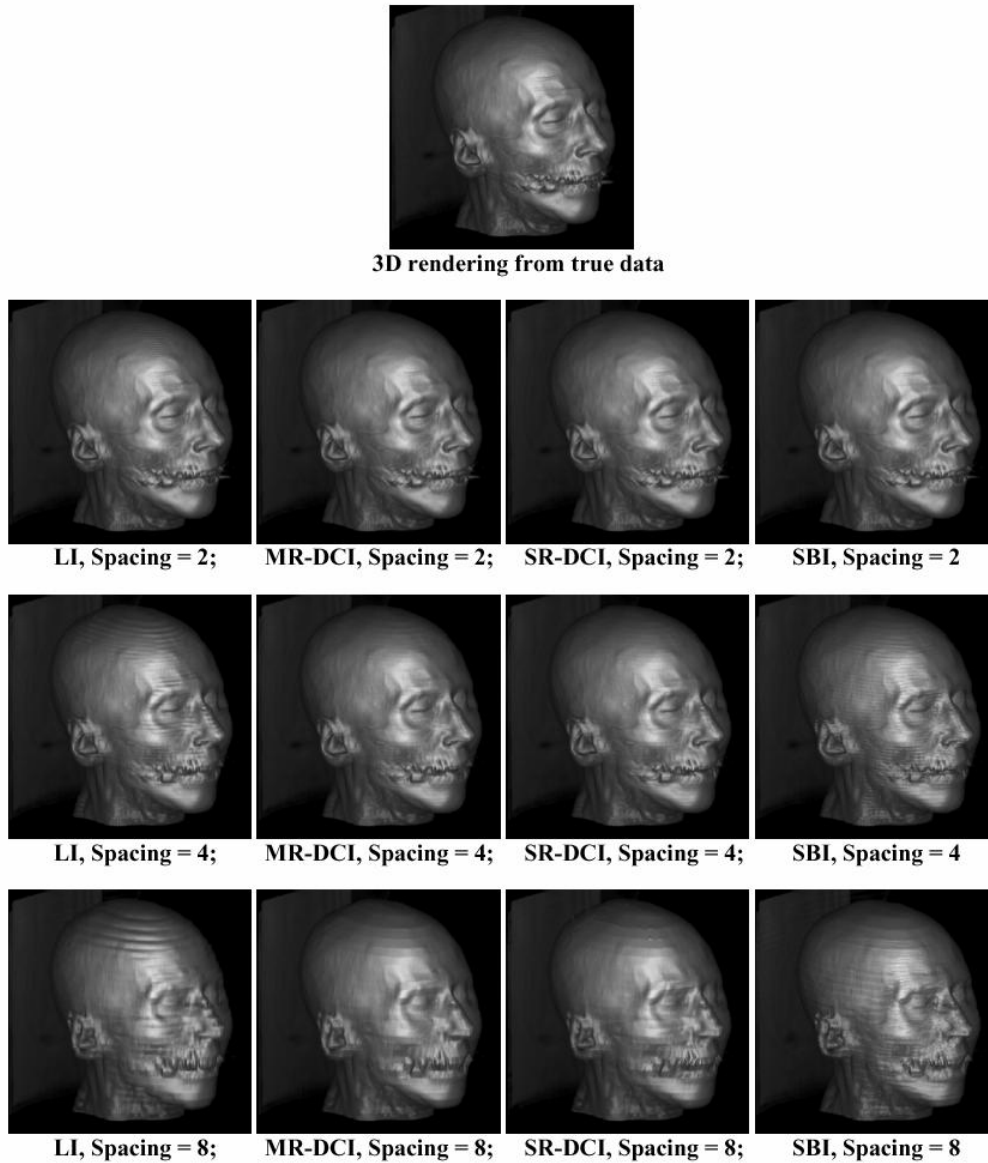 3D rendering from true data
LI, Spacing = 2; MR-DCI, Spacing = 2; SR-DCI, Spacing = 2; SBI, Spacing = 2
LI, Spacing = 4; MR-DCI, Spacing = 4; SR-DCI, Spacing = 4; SBI, Spacing = 4
LI, Spacing = 8; MR-DCI, Spacing = 8; SR-DCI, Spacing = 8; SBI, Spacing = 8